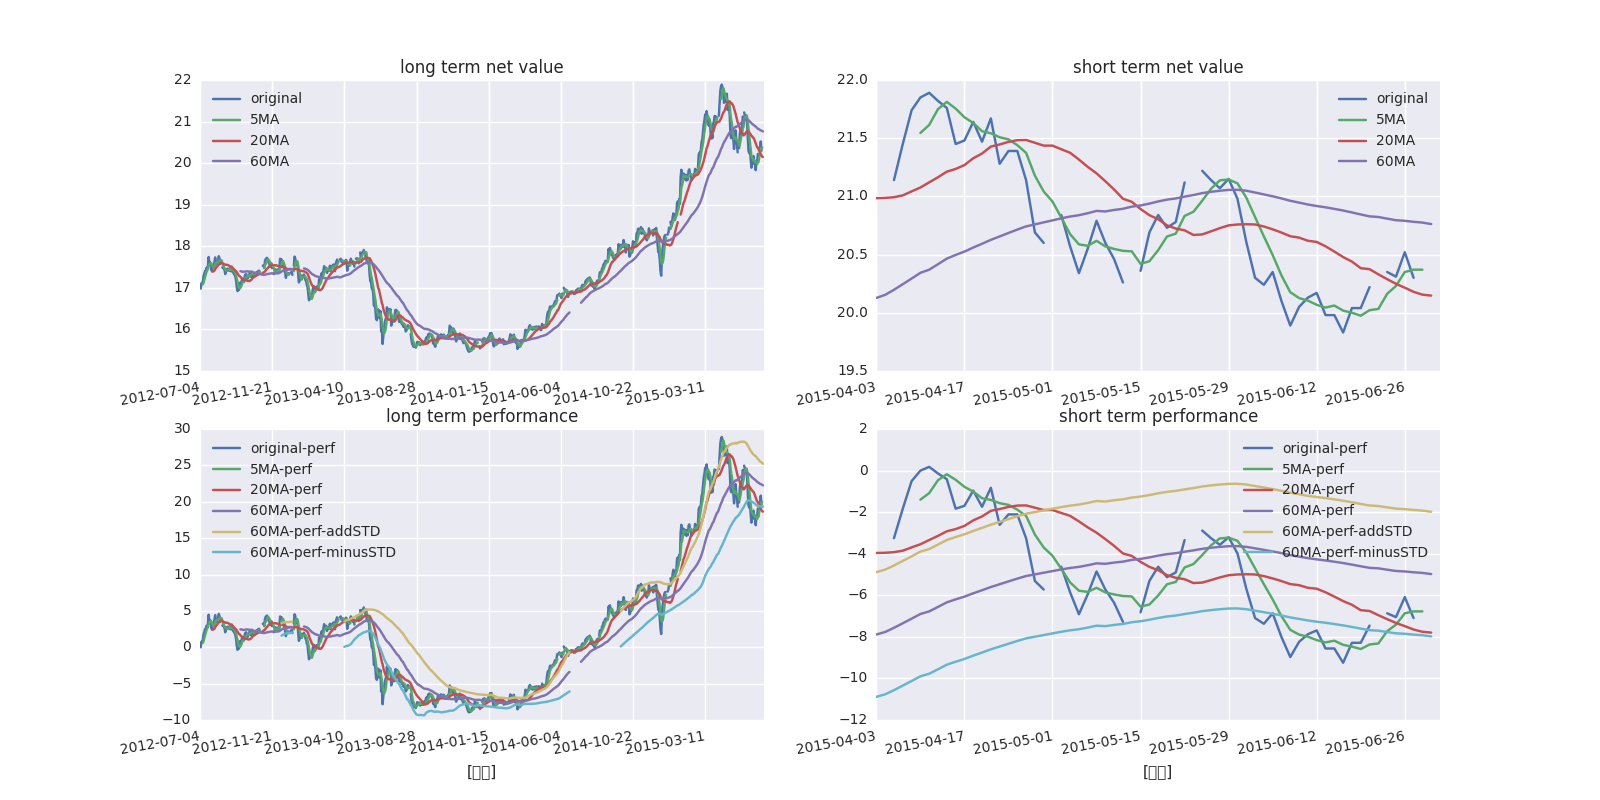 long term net value
22
21
20
19
18
17
16
15
original
5MA
20MA
60MA
2012-07-04
2012-11-21
2013-04-10
2013-08-28
2014-01-15
2014-06-04
2014-10-22
2015-03-11
short term net value
22.0
21.5
21.0
20.5
20.0
19.5
original
5MA
20MA
60MA
2015-04-03
2015-04-17
2015-05-01
2015-05-15
2015-05-29
2015-06-12
2015-06-26
long term performance
30
25
20
15
10
5
0
−5
−10
original-perf
5MA-perf
20MA-perf
60MA-perf
60MA-perf-addSTD
60MA-perf-minusSTD
2012-07-04
2012-11-21
2013-04-10
2013-08-28
2014-01-15
2014-06-04
2014-10-22
2015-03-11
short term performance
2
0
−2
−4
−6
−8
−10
−12
original-perf
5MA-perf
20MA-perf
60MA-perf
60MA-perf-addSTD
60MA-perf-minusSTD
2015-04-03
2015-04-17
2015-05-01
2015-05-15
2015-05-29
2015-06-12
2015-06-26